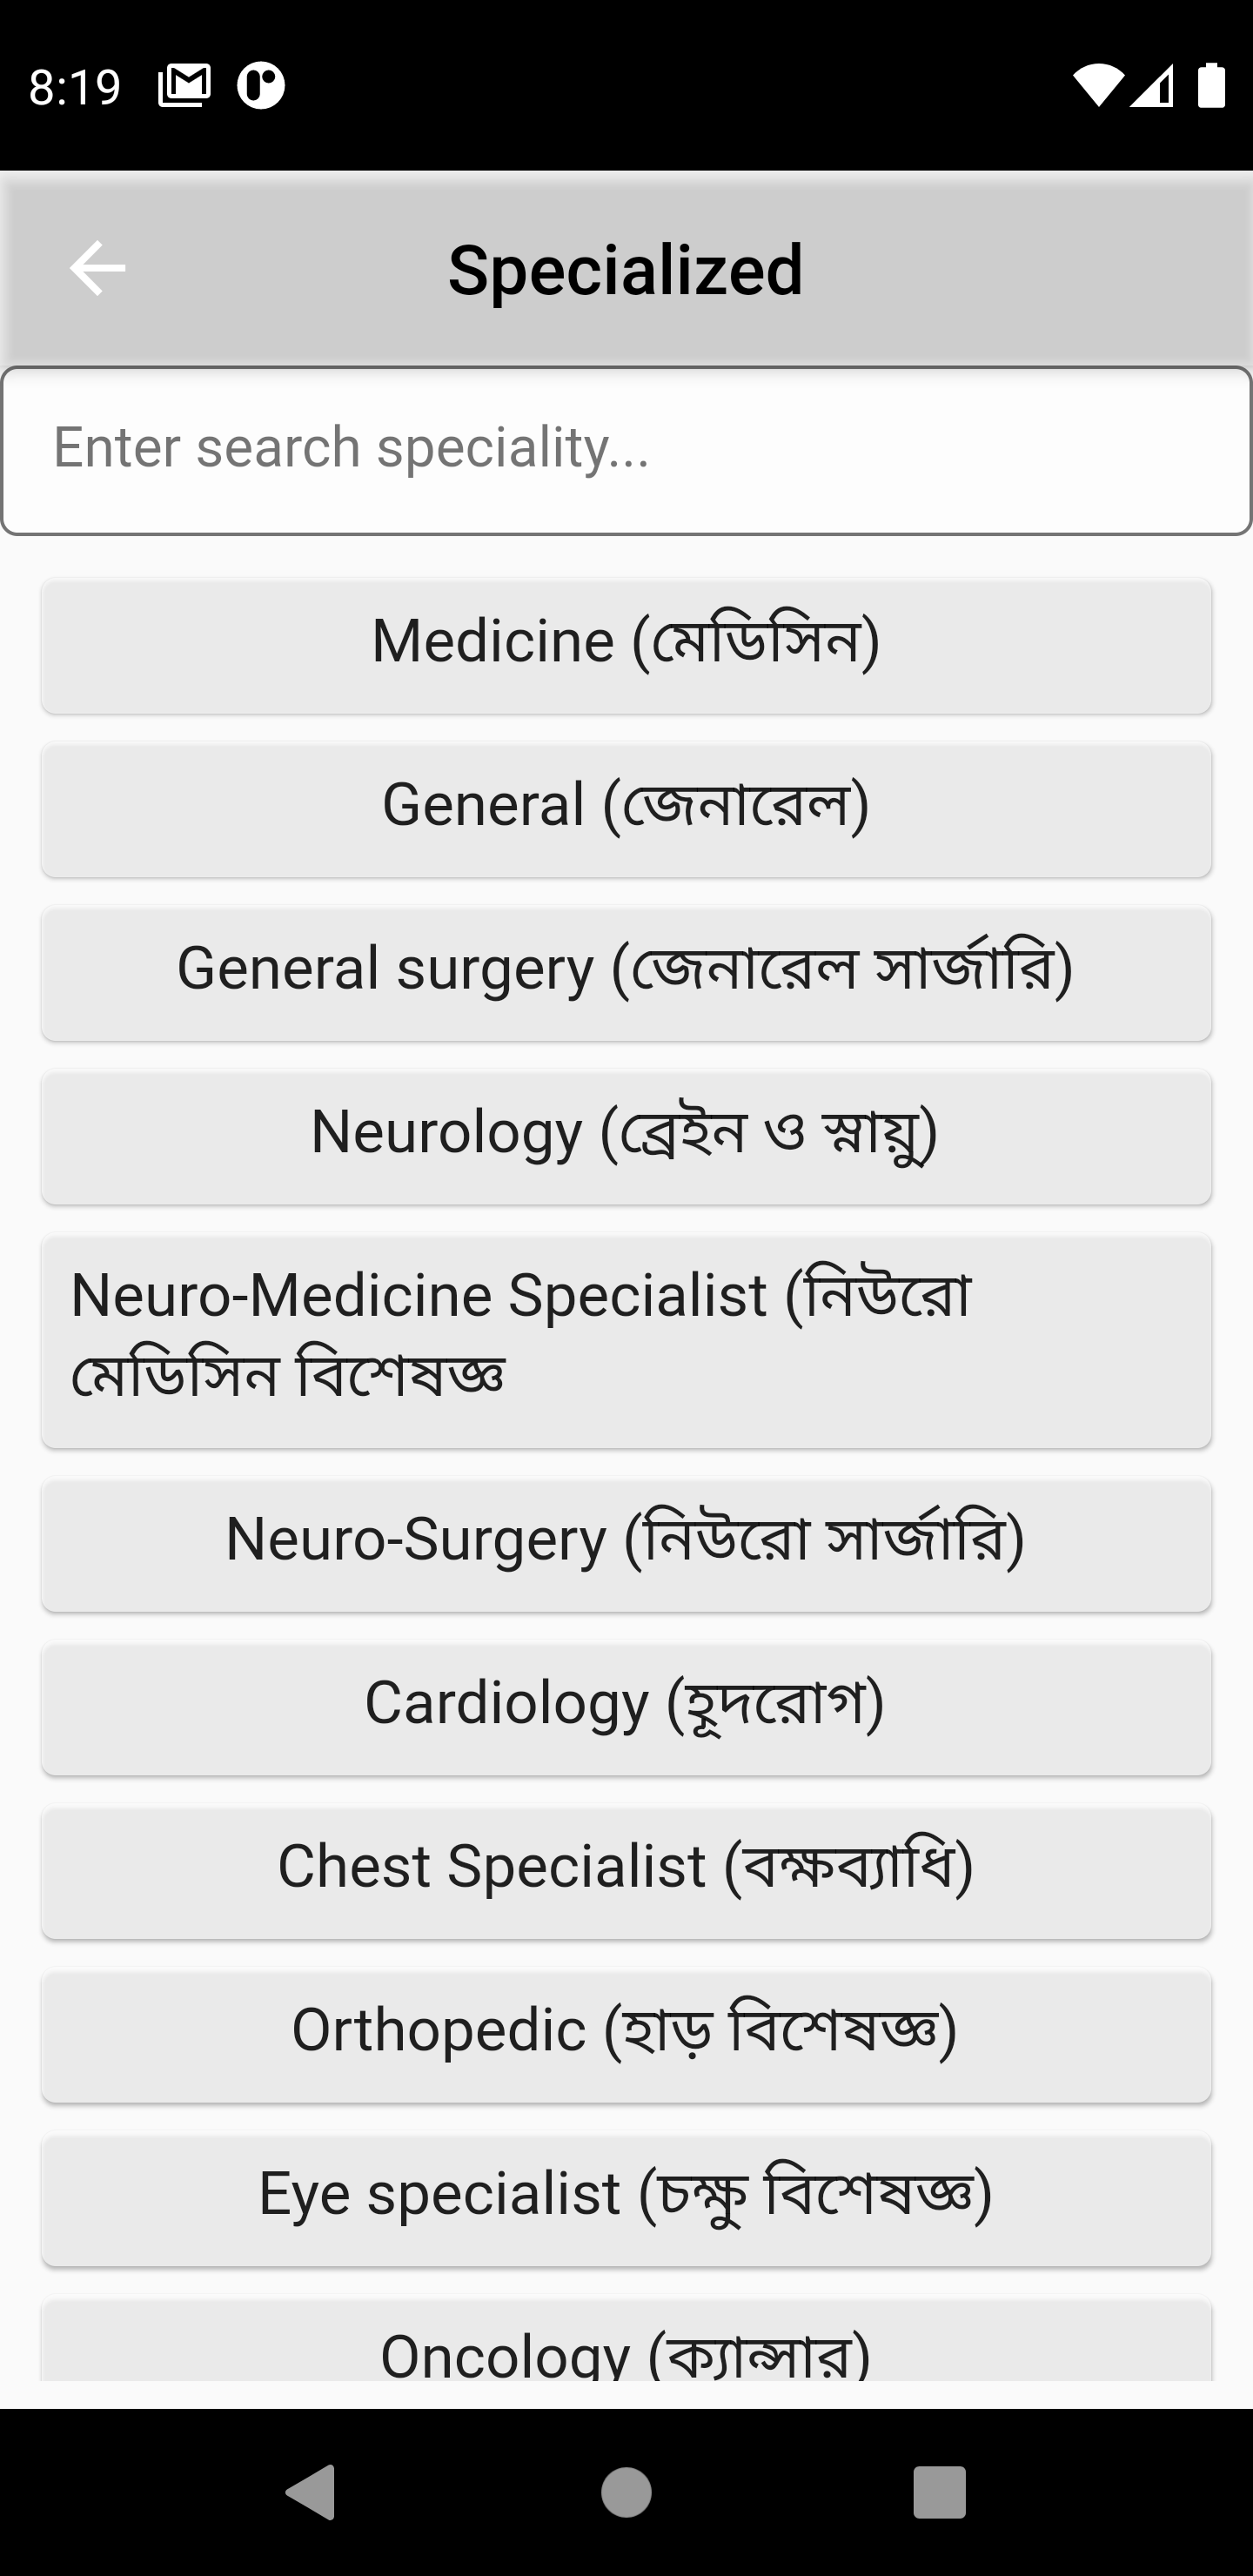 8:19
Specialized
Enter search speciality...
Medicine (মেডিসিন)
General (জেনারেল)
General surgery (জেনারেল সার্জারি)
Neurology (ব্রেইন ও স্নায়ু)
Neuro-Medicine Specialist (নিউরো
মেডিসিন বিশেষজ্ঞ
Neuro-Surgery (নিউরো সার্জারি)
Cardiology (হূদরোগ)
Chest Specialist (বক্ষব্যাধি)
Orthopedic (হাড় বিশেষজ্ঞ)
Eye specialist (চক্ষু বিশেষজ্ঞ)
Oncology (ক্যান্সার)